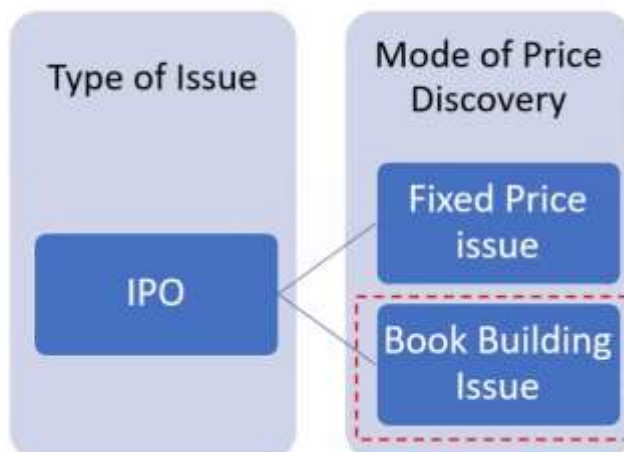 Type of Issue
IPO
Mode of Price
Discovery
Fixed Price
issue
Book Building
Issue